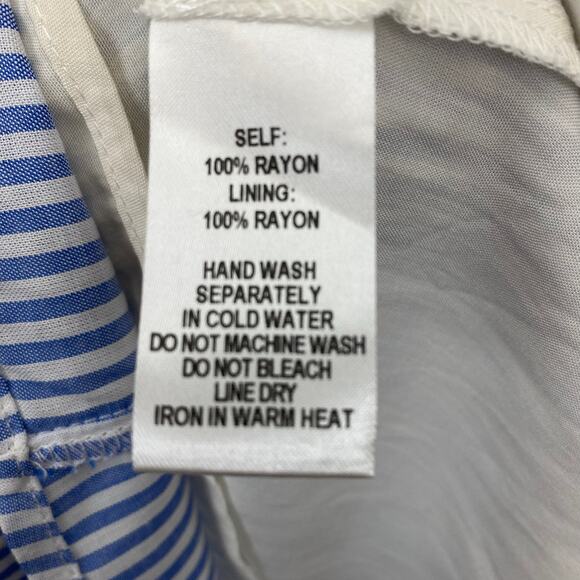 SELF:
100% RAYON
LINING:
100% RAYON
HAND WASH
SEPARATELY
IN COLD WATER
DO NOT MACHINE WASH
DO NOT BLEACH
LINE DRY
IRON IN WARM HEAT